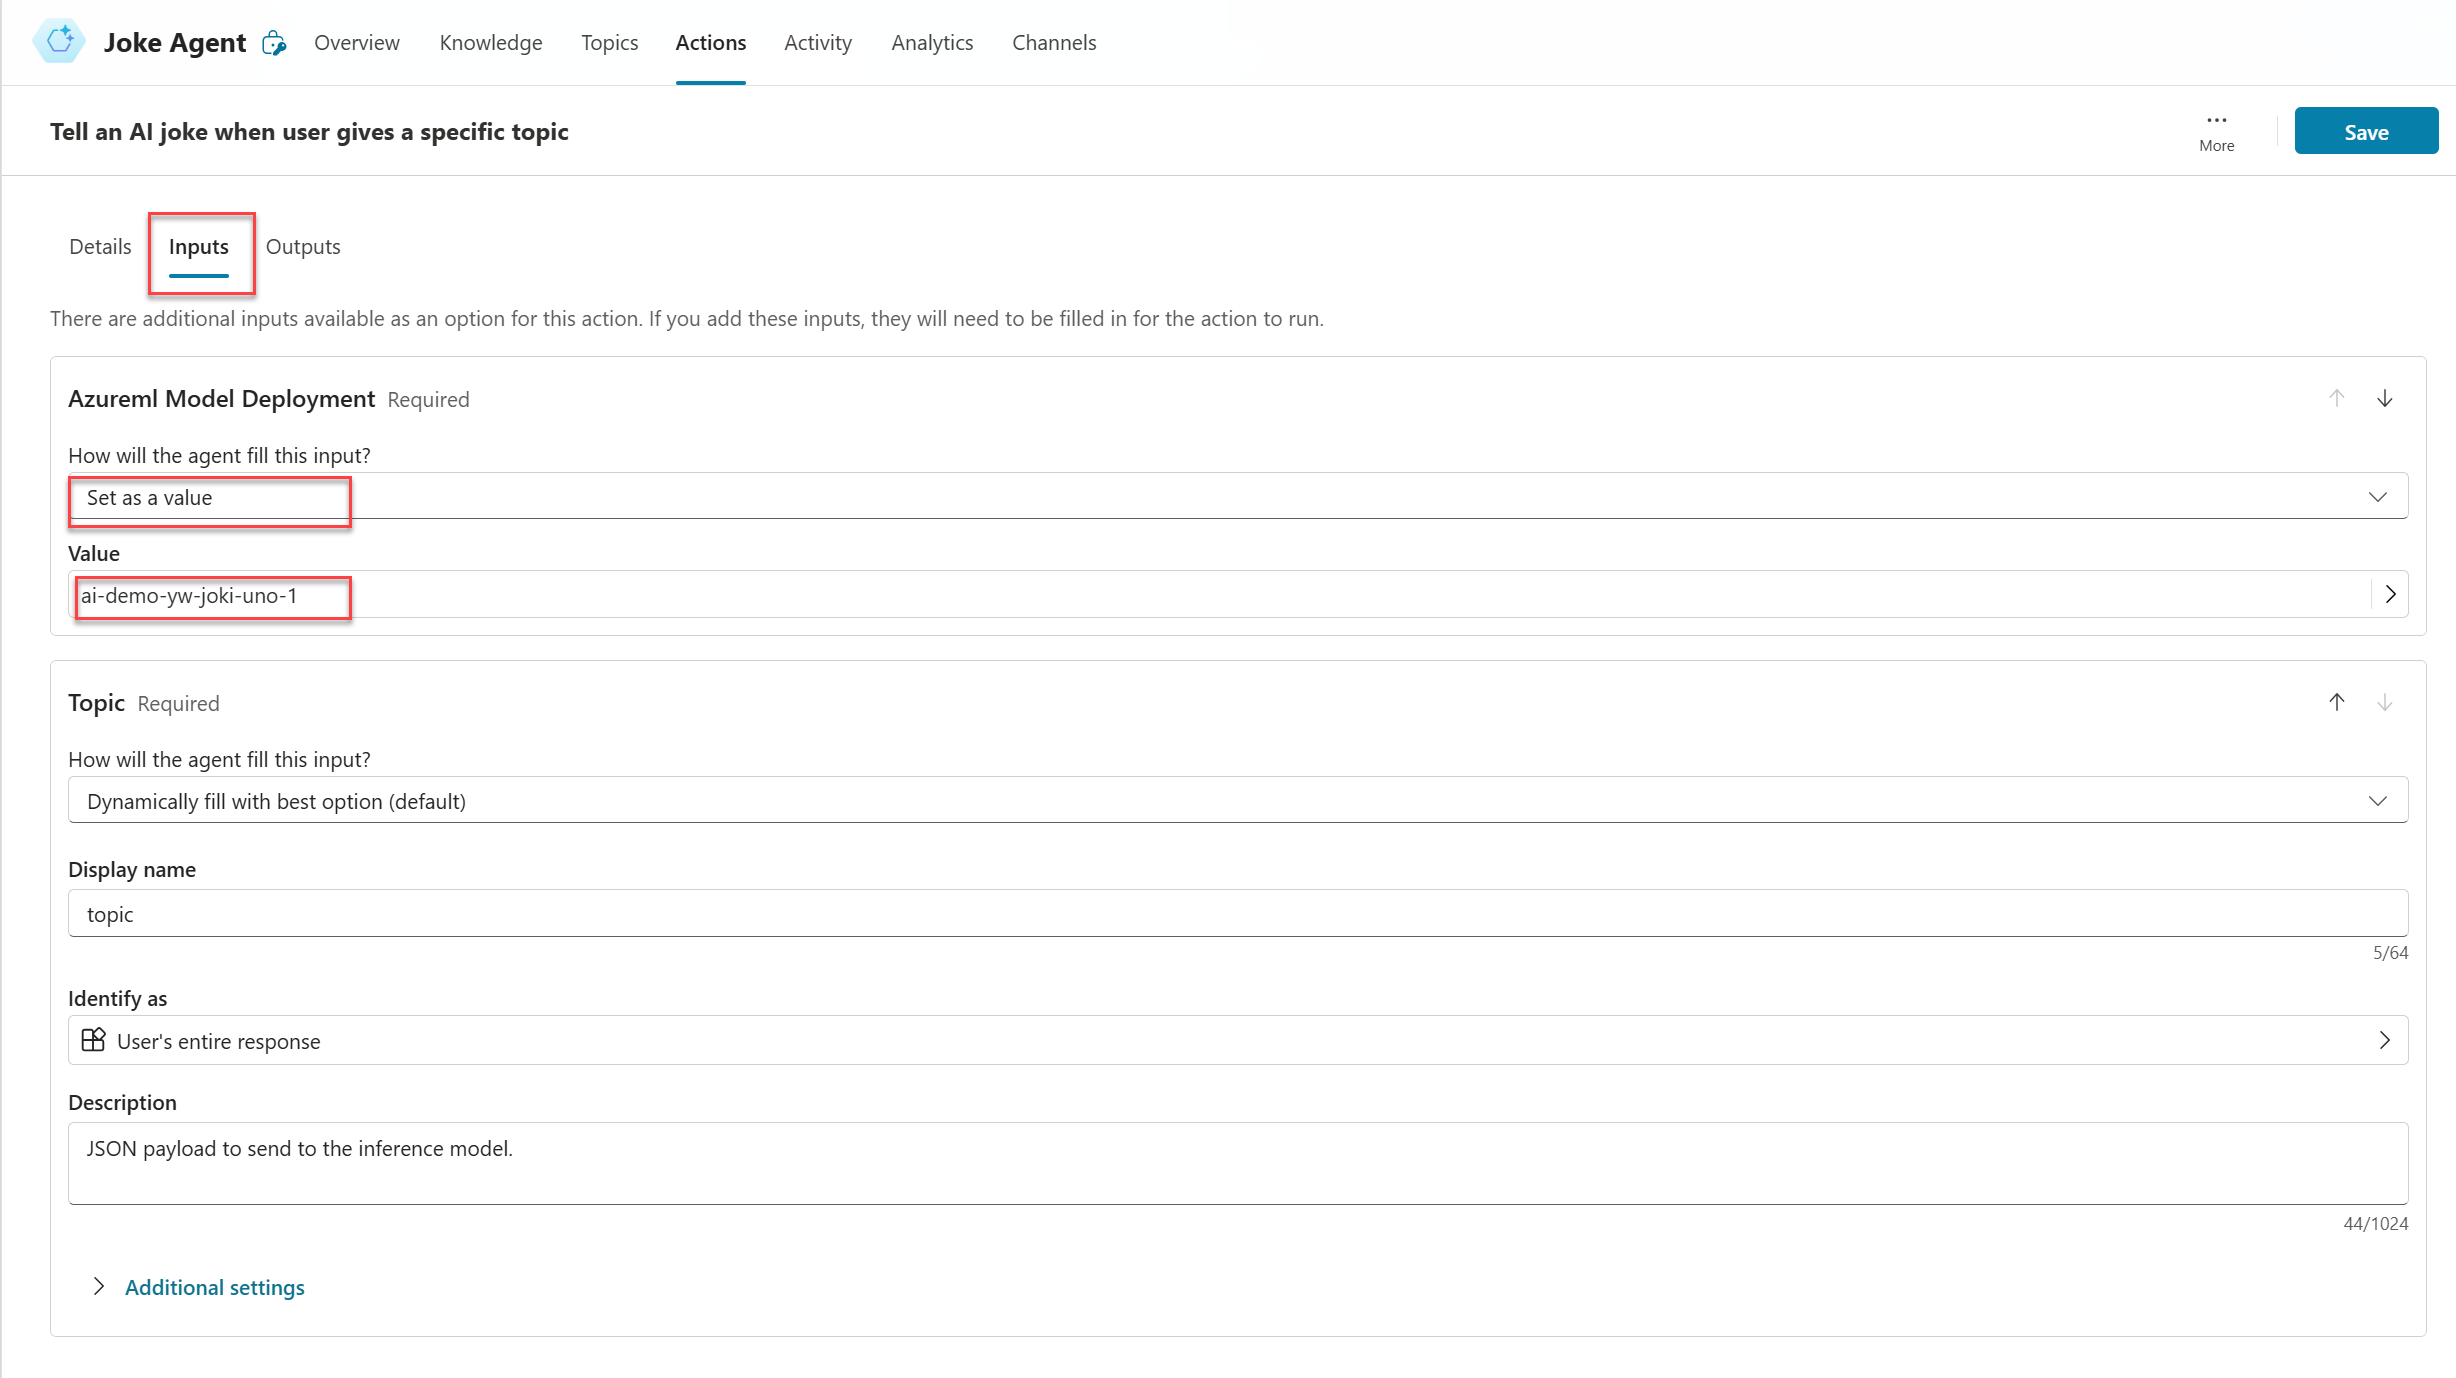 Joke Agent Overview Knowledge Topics Actions Activity Analytics Channels
Tell an AI joke when user gives a specific topic
More
Save
Details Inputs Outputs
There are additional inputs available as an option for this action. If you add these inputs, they will need to be filled in for the action to run.
Azureml Model Deployment Required
How will the agent fill this input?
Set as a value
Value
ai-demo-yw-joki-uno-1
Topic Required
How will the agent fill this input?
Dynamically fill with best option (default)
Display name
topic
5/64
Identify as
User's entire response
Description
JSON payload to send to the inference model.
44/1024
Additional settings